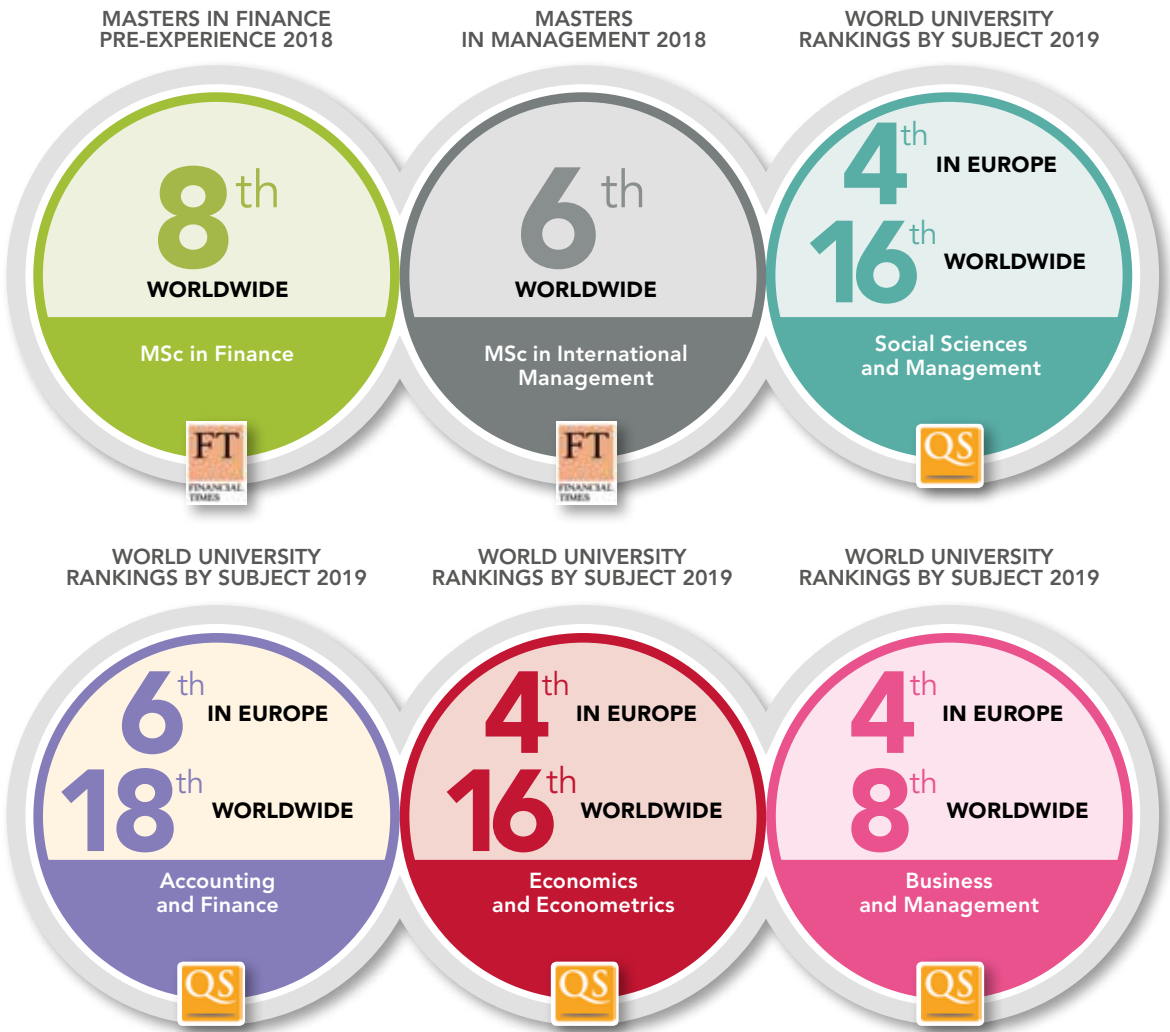 MASTERS IN FINANCE
PRE-EXPERIENCE 2018
8th
WORLDWIDE
MSc in Finance
FT
FINANCIAL
TIMES
MASTERS
IN MANAGEMENT 2018
6th
WORLDWIDE
MSc in International
Management
FT
FINANCIAL
TIMES
WORLD UNIVERSITY
RANKINGS BY SUBJECT 2019
4th IN EUROPE
16th WORLDWIDE
Social Sciences
and Management
QS
WORLD UNIVERSITY
RANKINGS BY SUBJECT 2019
6th IN EUROPE
18th WORLDWIDE
Accounting
and Finance
QS
WORLD UNIVERSITY
RANKINGS BY SUBJECT 2019
4th IN EUROPE
16th WORLDWIDE
Economics
and Econometrics
QS
WORLD UNIVERSITY
RANKINGS BY SUBJECT 2019
4th IN EUROPE
8th WORLDWIDE
Business
and Management
QS